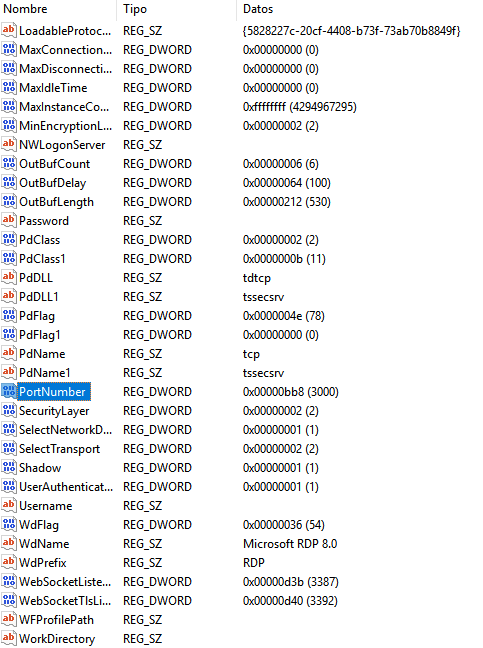 Nombre Tipo Datos
LoadableProtoc... REG_SZ {5828227c-20cf-4408-b73f-73ab70b8849f}
MaxConnection... REG_DWORD 0x00000000 (0)
MaxDisconnecti... REG_DWORD 0x00000000 (0)
MaxIdleTime REG_DWORD 0x00000000 (0)
MaxInstanceCo... REG_DWORD 0xffffffff (4294967295)
MinEncryptionL... REG_DWORD 0x00000002 (2)
NWLogonServer REG_SZ
OutBufCount REG_DWORD 0x00000006 (6)
OutBufDelay REG_DWORD 0x00000064 (100)
OutBufLength REG_DWORD 0x00000212 (530)
Password REG_SZ
PdClass REG_DWORD 0x00000002 (2)
PdClass1 REG_DWORD 0x0000000b (11)
PdDLL REG_SZ tdtcp
PdDLL1 REG_SZ tssecsrv
PdFlag REG_DWORD 0x0000004e (78)
PdFlag1 REG_DWORD 0x00000000 (0)
PdName REG_SZ tcp
PdName1 REG_SZ tssecsrv
PortNumber REG_DWORD 0x00000bb8 (3000)
SecurityLayer REG_DWORD 0x00000002 (2)
SelectNetworkD... REG_DWORD 0x00000001 (1)
SelectTransport REG_DWORD 0x00000002 (2)
Shadow REG_DWORD 0x00000001 (1)
UserAuthenticat... REG_DWORD 0x00000001 (1)
Username REG_SZ
WdFlag REG_DWORD 0x00000036 (54)
WdName REG_SZ Microsoft RDP 8.0
WdPrefix REG_SZ RDP
WebSocketListe... REG_DWORD 0x00000d3b (3387)
WebSocketTlsLi... REG_DWORD 0x00000d40 (3392)
WFProfilePath REG_SZ
WorkDirectory REG_SZ